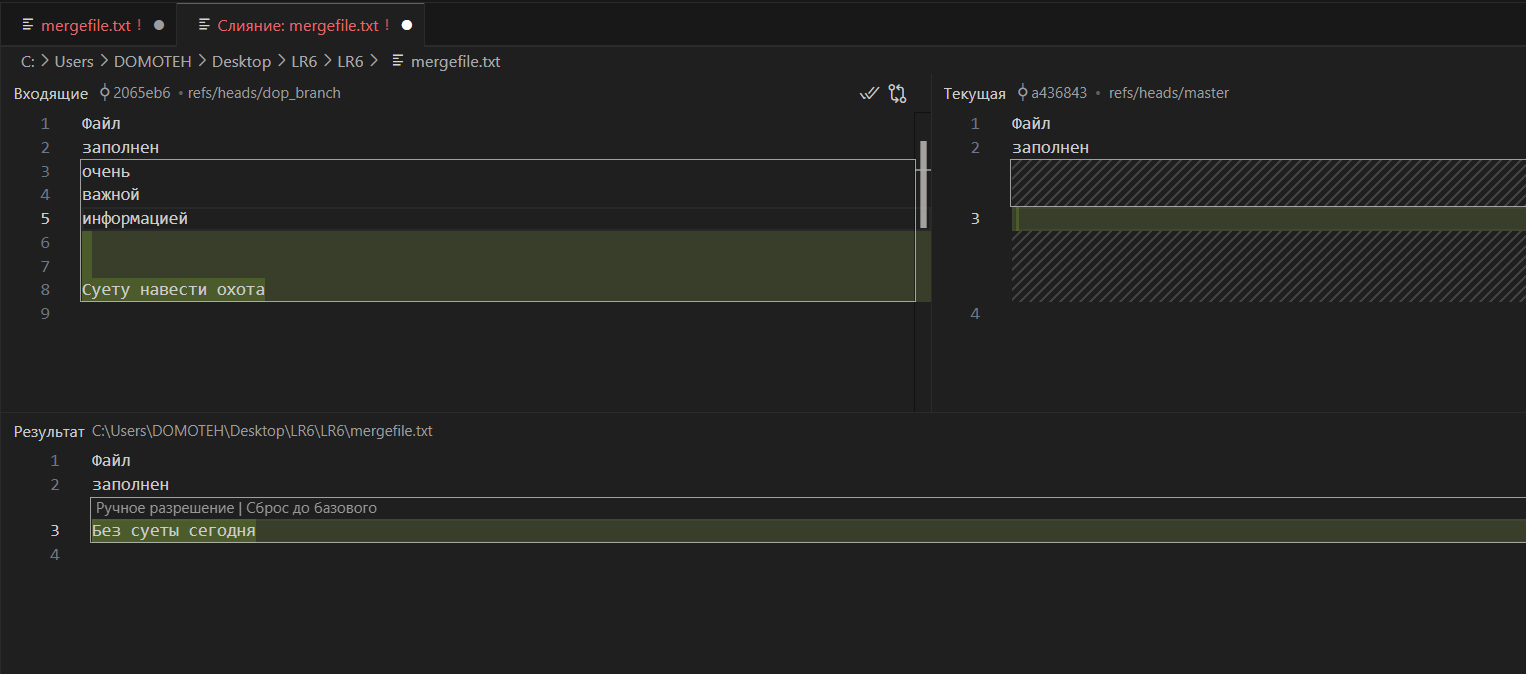 mergefile.txt ! Слияние: mergefile.txt !
C: > Users > DOMOTEH > Desktop > LR6 > LR6 > mergefile.txt
Входящие 2065eb6 • refs/heads/dop_branch
1 Файл
2 заполнен
3 очень
4 важной
5 информацией
6
7
8 Суету навести охота
9
Текущая a436843 • refs/heads/master
1 Файл
2 заполнен
3
4
Результат C:\Users\DOMOTEH\Desktop\LR6\LR6\mergefile.txt
1 Файл
2 заполнен
Ручное разрешение | Сброс до базового
3 Без суеты сегодня
4